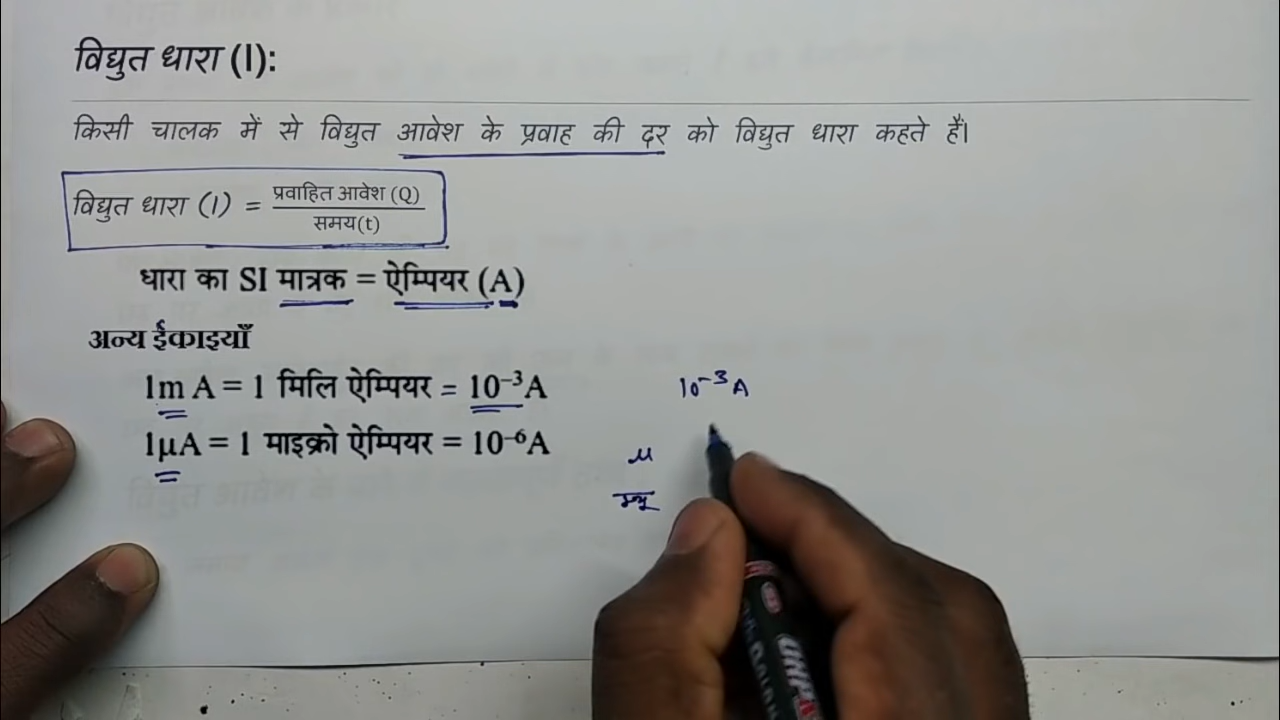 विद्युत धारा (I):
किसी चालक में से विद्युत आवेश के प्रवाह की दर को विद्युत धारा कहते हैं।
विद्युत धारा (I) = प्रवाहित आवेश (Q)
समय(t)
धारा का SI मात्रक = ऐम्पियर (A)
अन्य ईकाइयाँ
1m A = 1 मिलि ऐम्पियर = 10⁻³A
10⁻³A
1μA = 1 माइक्रो ऐम्पियर = 10⁻⁶A
μ
म्यू